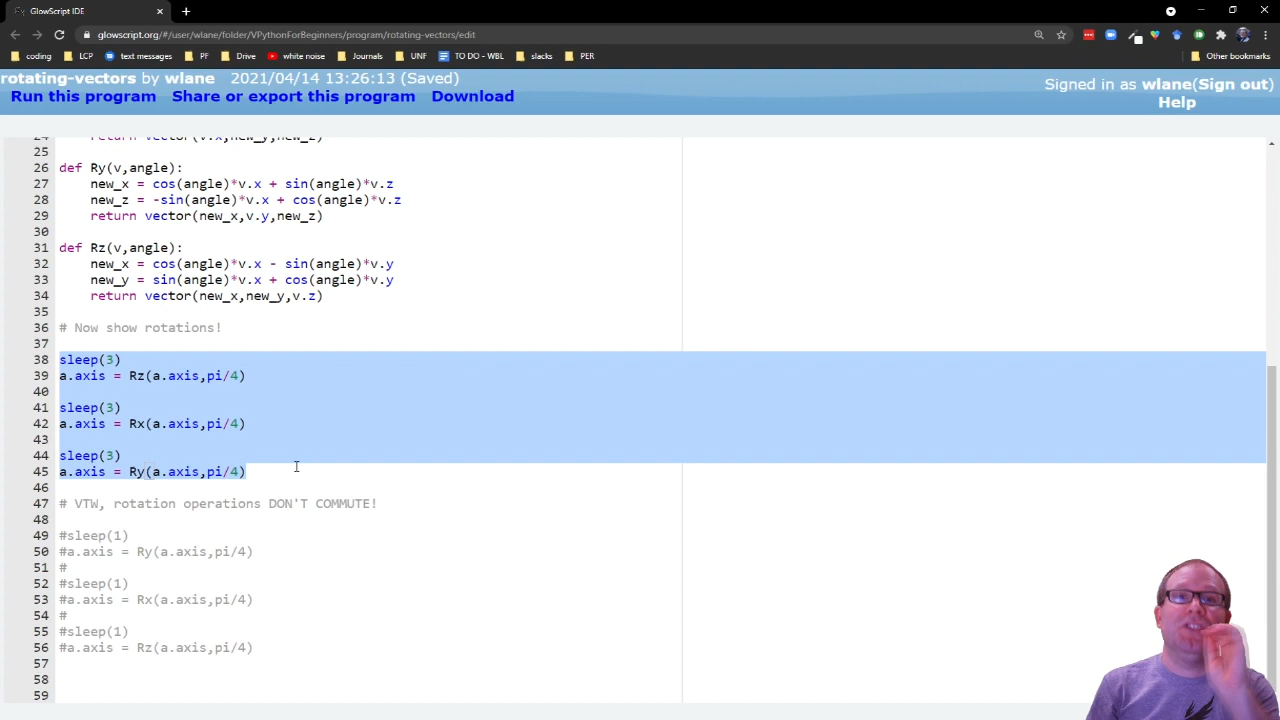 GlowScript IDE
glowscript.org/#/user/wlane/folder/VPythonForBeginners/program/rotating-vectors/edit
coding LCP text messages PF Drive white noise Journals UNF TO DO - WBL slacks PER Other bookmarks
rotating-vectors by wlane 2021/04/14 13:26:13 (Saved) Signed in as wlane(Sign out)
Run this program Share or export this program Download Help
24 return vector(v.x,new_y,new_z)
25
26 def Ry(v,angle):
27 new_x = cos(angle)*v.x + sin(angle)*v.z
28 new_z = -sin(angle)*v.x + cos(angle)*v.z
29 return vector(new_x,v.y,new_z)
30
31 def Rz(v,angle):
32 new_x = cos(angle)*v.x - sin(angle)*v.y
33 new_y = sin(angle)*v.x + cos(angle)*v.y
34 return vector(new_x,new_y,v.z)
35
36 # Now show rotations!
37
38 sleep(3)
39 a.axis = Rz(a.axis,pi/4)
40
41 sleep(3)
42 a.axis = Rx(a.axis,pi/4)
43
44 sleep(3)
45 a.axis = Ry(a.axis,pi/4)
46
47 # VTW, rotation operations DON'T COMMUTE!
48
49 #sleep(1)
50 #a.axis = Ry(a.axis,pi/4)
51 #
52 #sleep(1)
53 #a.axis = Rx(a.axis,pi/4)
54 #
55 #sleep(1)
56 #a.axis = Rz(a.axis,pi/4)
57
58
59